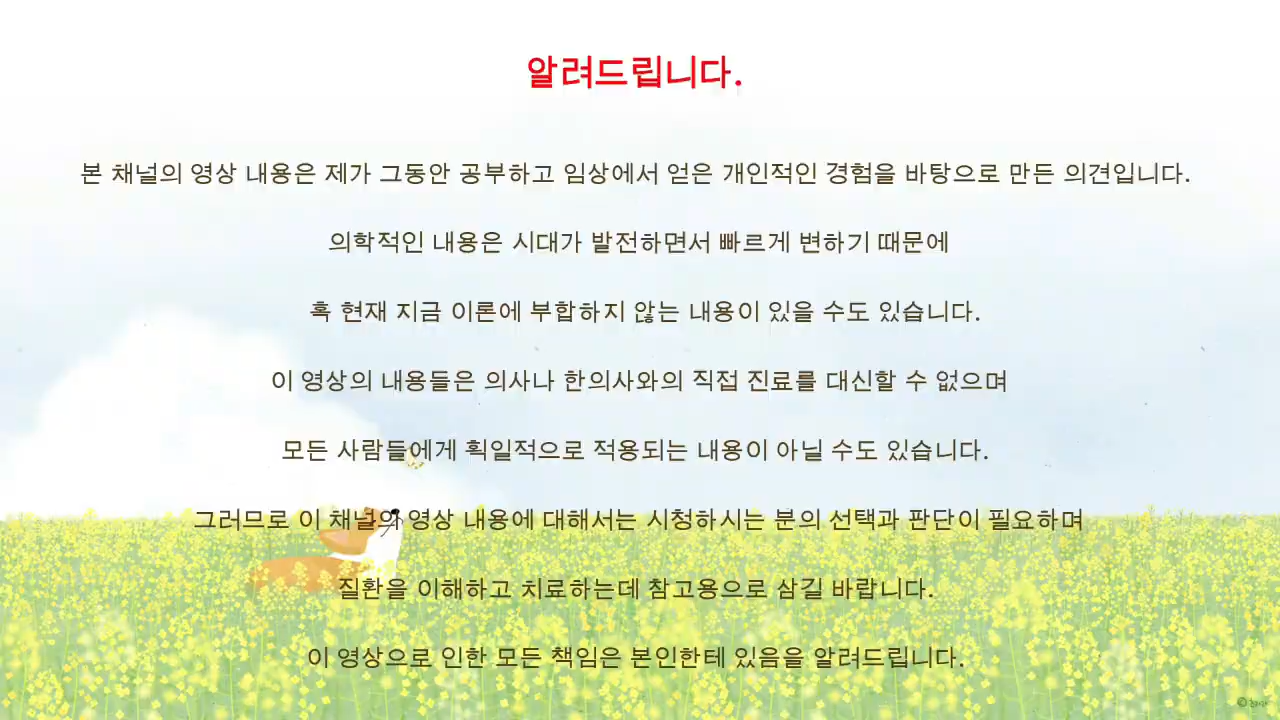 알려드립니다.
본 채널의 영상 내용은 제가 그동안 공부하고 임상에서 얻은 개인적인 경험을 바탕으로 만든 의견입니다.
의학적인 내용은 시대가 발전하면서 빠르게 변하기 때문에
혹 현재 지금 이론에 부합하지 않는 내용이 있을 수도 있습니다.
이 영상의 내용들은 의사나 한의사와의 직접 진료를 대신할 수 없으며
모든 사람들에게 획일적으로 적용되는 내용이 아닐 수도 있습니다.
그러므로 이 채널의 영상 내용에 대해서는 시청하시는 분의 선택과 판단이 필요하며
질환을 이해하고 치료하는데 참고용으로 삼길 바랍니다.
이 영상으로 인한 모든 책임은 본인한테 있음을 알려드립니다.